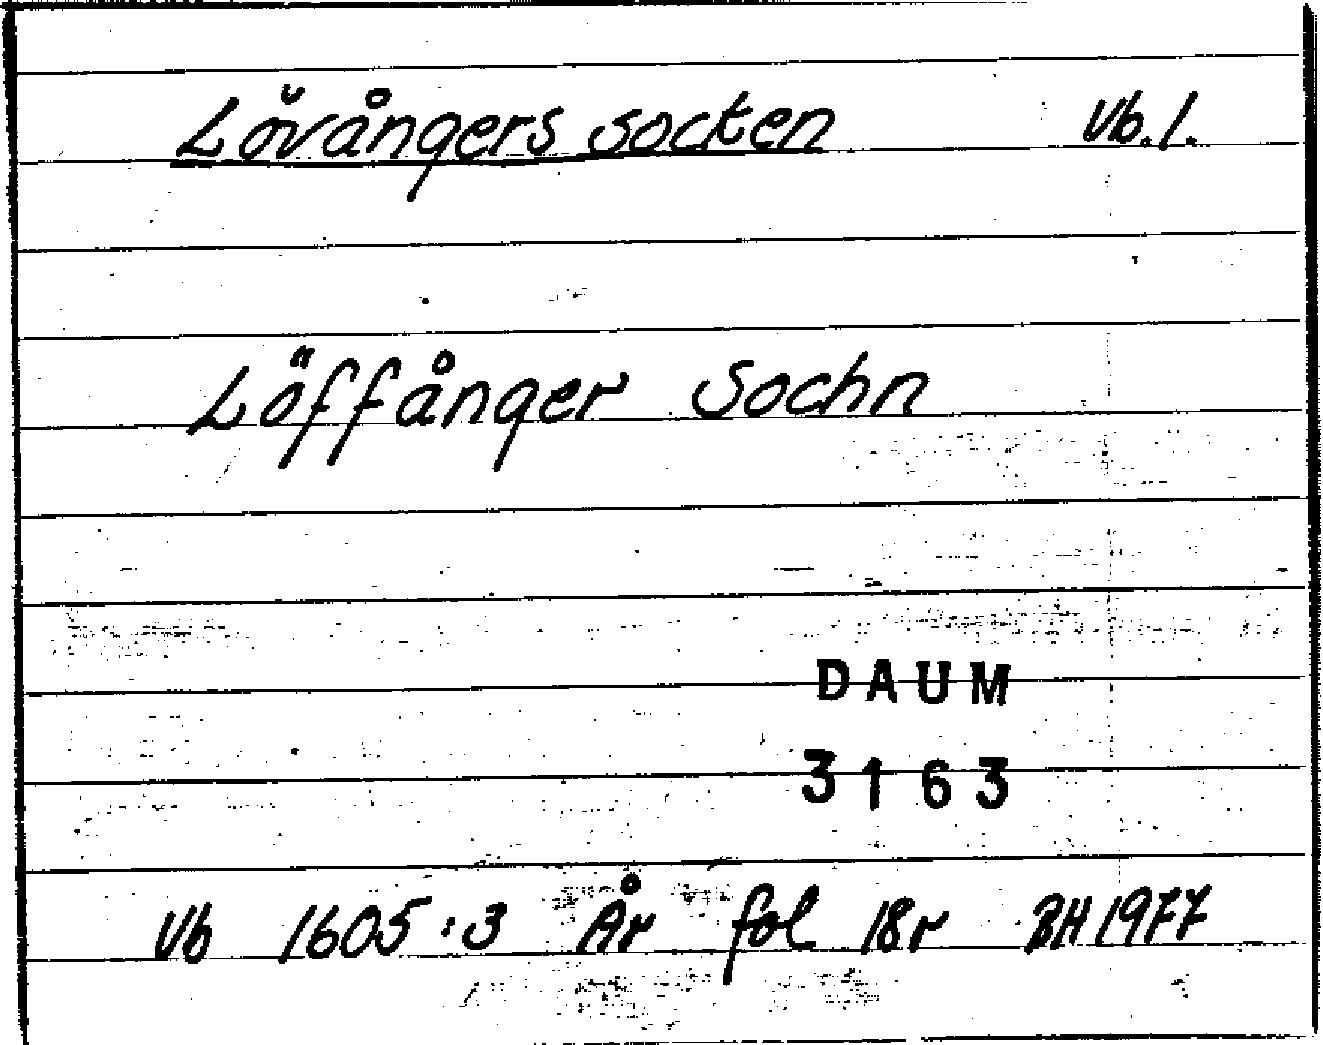 Lövångers socken Vb. l.
Löffånger Sochn
DAUM
3163
Vb 1605:3 År fol 18r BH 1977